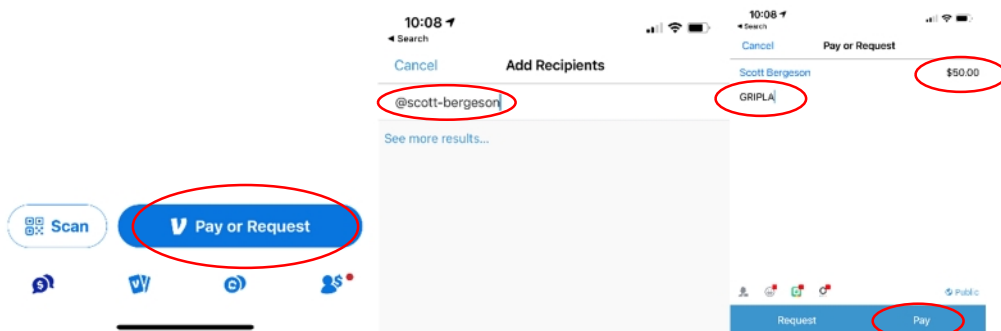 Scan
Pay or Request
10:08
Search
Cancel Add Recipients
@scott-bergeson
See more results...
10:08
Search
Cancel Pay or Request
Scott Bergeson $50.00
GRIPLA
Public
Request Pay